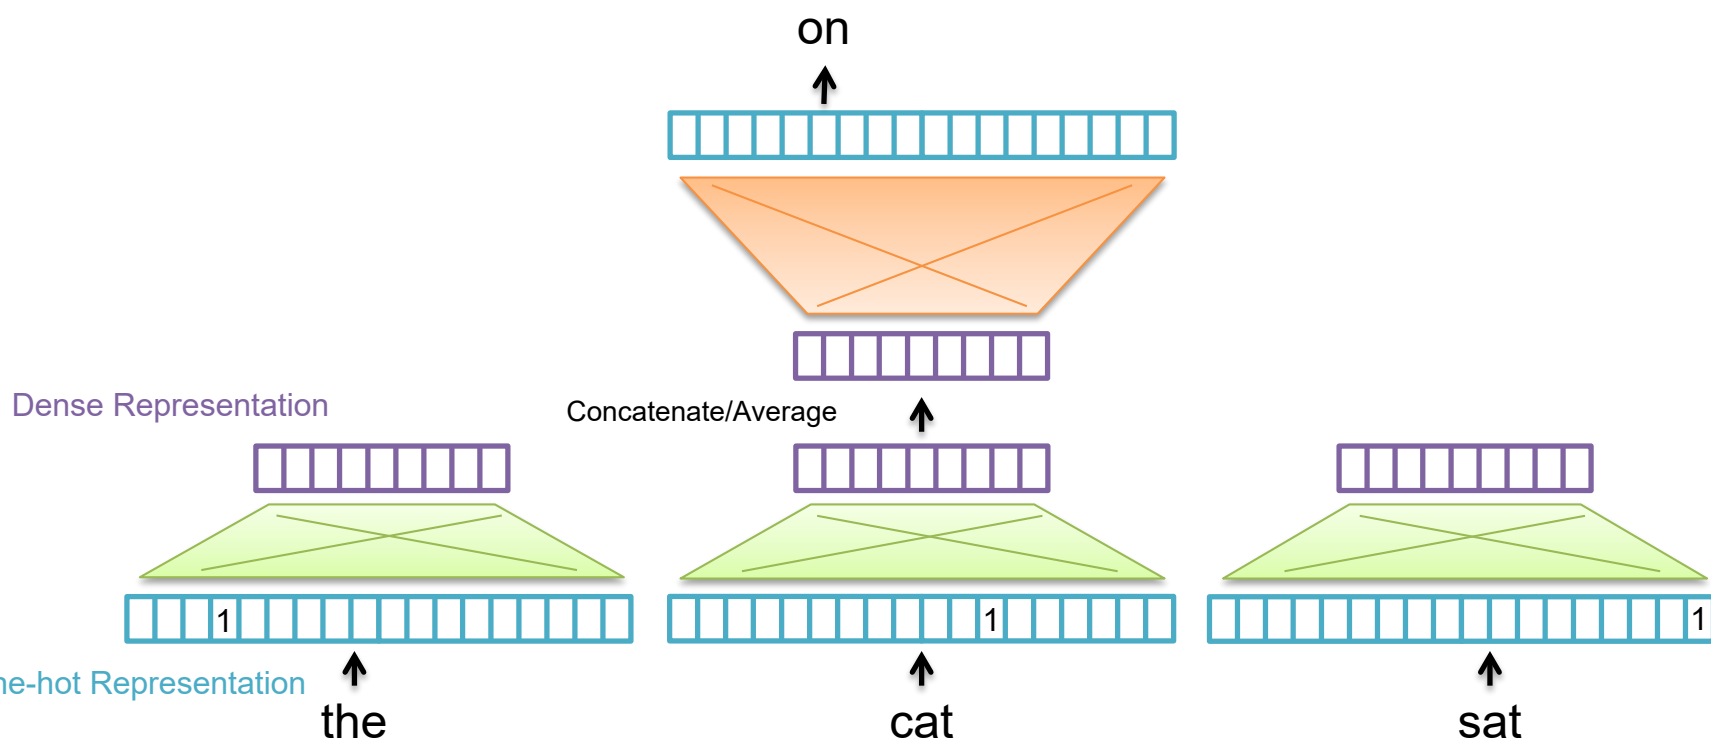 on
Dense Representation
Concatenate/Average
1
1
1
ne-hot Representation
the
cat
sat